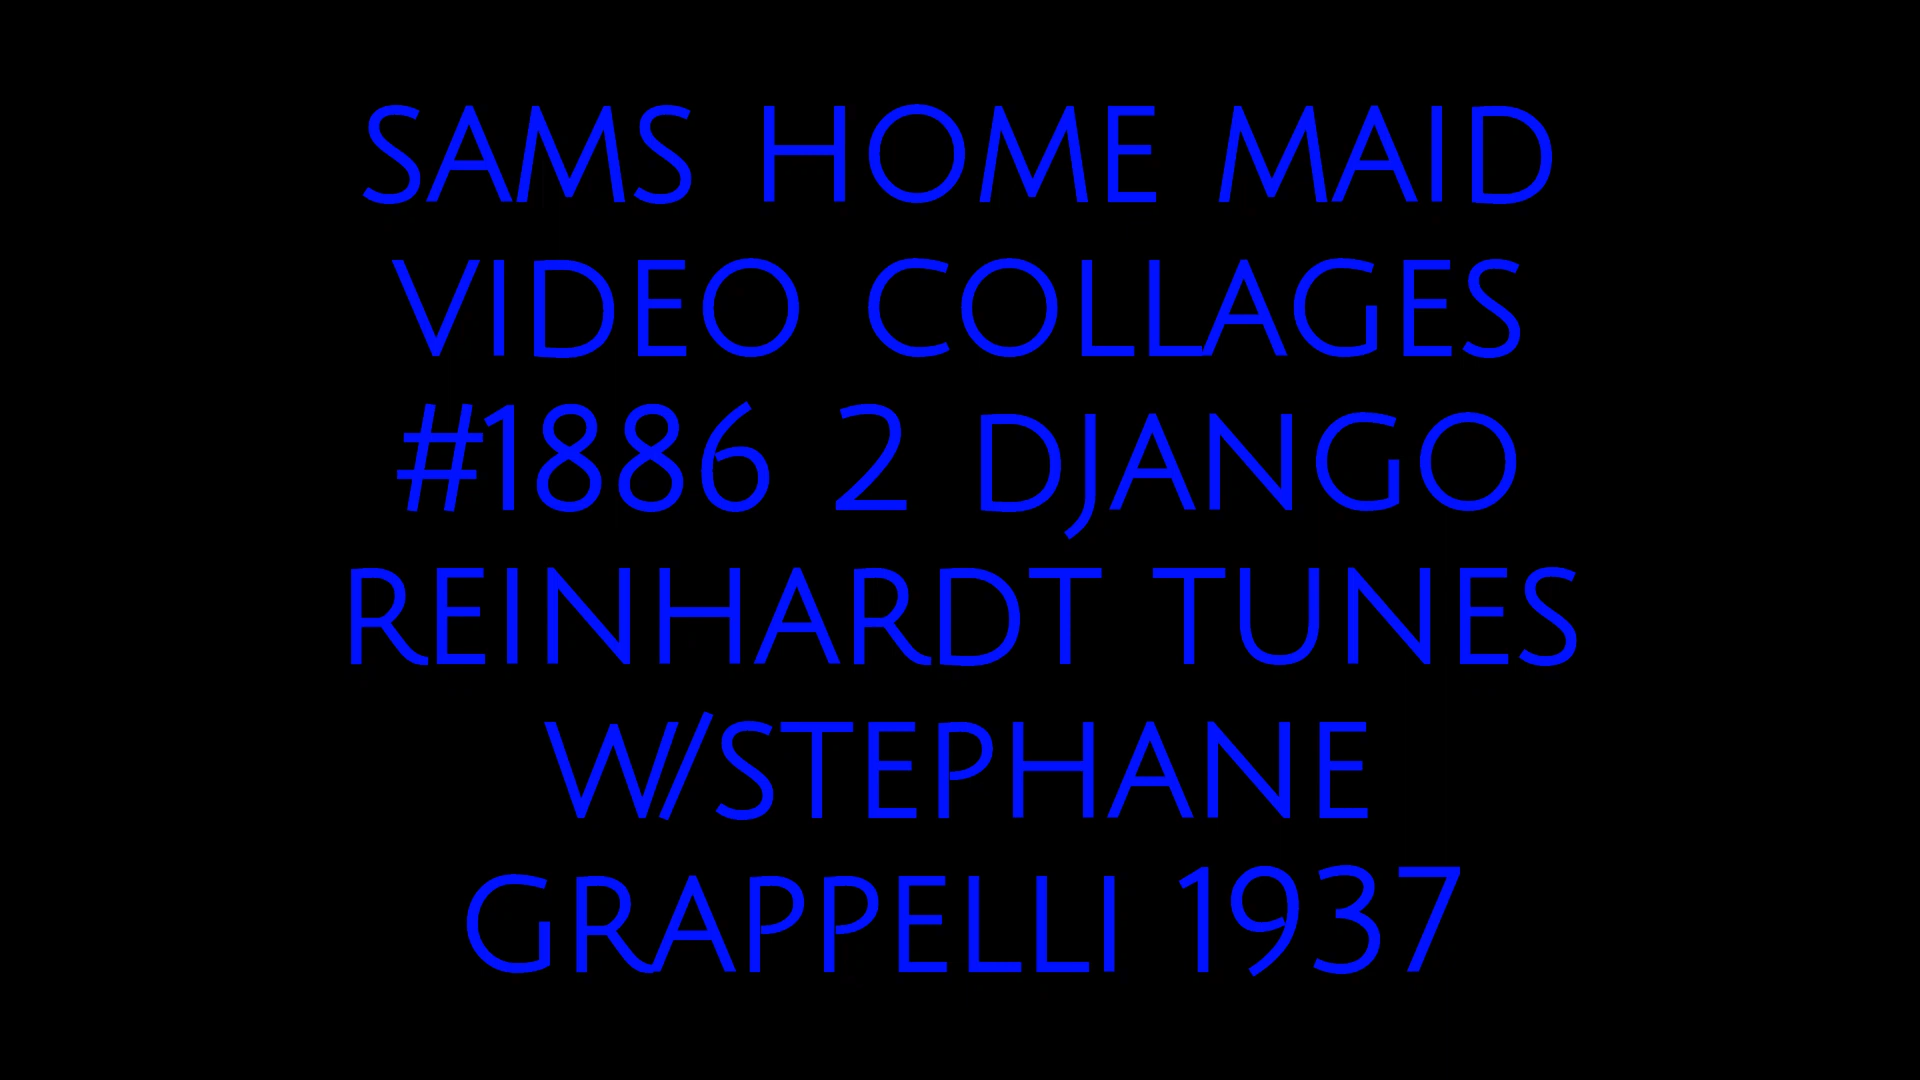 SAMS HOME MAID
VIDEO COLLAGES
#1886 2 DJANGO
REINHARDT TUNES
W/STEPHANE
GRAPPELLI 1937